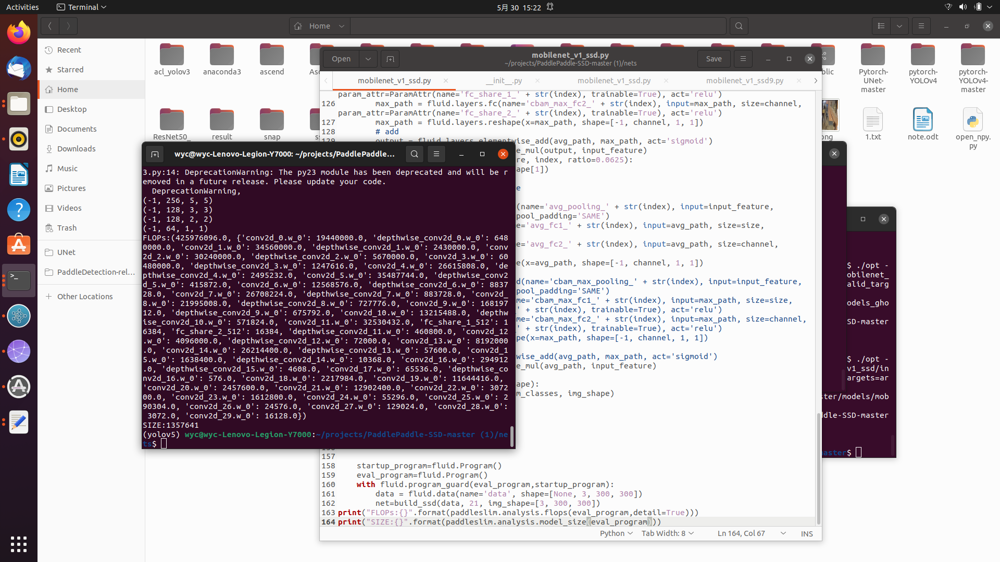 Activities
Terminal
5月 30 15:22
Home
Recent
Starred
Home
Desktop
Documents
Downloads
Music
Pictures
Videos
Trash
UNet
PaddleDetection-rel...
Other Locations
acl_yolov3
anaconda3
ascend
ResNet50_
result
snap
Pytorch-
UNet-
master
pytorch-
YOLOv4
pytorch-
YOLOv4-
master
1.txt
note.odt
open_npy.
py
Open
mobilenet_v1_ssd.py
~/projects/PaddlePaddle-SSD-master (1)/nets
Save
mobilenet_v1_ssd.py
__init__.py
mobilenet_v1_ssd.py
mobilenet_v1_ssd9.py
param_attr=ParamAttr(name='fc_share_1_' + str(index), trainable=True), act='relu')
126 max_path = fluid.layers.fc(name='cbam_max_fc2_' + str(index), input=max_path, size=channel,
param_attr=ParamAttr(name='fc_share_2_' + str(index), trainable=True), act='relu')
127 max_path = fluid.layers.reshape(x=max_path, shape=[-1, channel, 1, 1])
128 # add
129 output = fluid.layers.elementwise_add(avg_path, max_path, act='sigmoid')
e_mul(output, input_feature)
re, index, ratio=0.0625):
ape[1])
e
(name='avg_pooling_' + str(index), input=input_feature,
pool_padding='SAME')
me='avg_fc1_' + str(index), input=avg_path, size=size,
me='avg_fc2_' + str(index), input=avg_path, size=channel,
pe(x=avg_path, shape=[-1, channel, 1, 1])
d(name='cbam_max_pooling_' + str(index), input=input_feature,
pool_padding='SAME')
me='cbam_max_fc1_' + str(index), input=max_path, size=size,
_' + str(index), trainable=True), act='relu')
me='cbam_max_fc2_' + str(index), input=max_path, size=channel,
_' + str(index), trainable=True), act='relu')
pe(x=max_path, shape=[-1, channel, 1, 1])
twise_add(avg_path, max_path, act='sigmoid')
e_mul(avg_path, input_feature)
ape):
m_classes, img_shape)
157
158 startup_program=fluid.Program()
159 eval_program=fluid.Program()
160 with fluid.program_guard(eval_program,startup_program):
161 data = fluid.data(name='data', shape=[None, 3, 300, 300])
162 net=build_ssd(data, 21, img_shape=[3, 300, 300])
163 print("FLOPs:{}".format(paddleslim.analysis.flops(eval_program,detail=True)))
164 print("SIZE:{}".format(paddleslim.analysis.model_size(eval_program)))
Python
Tab Width: 8
Ln 164, Col 67
INS
wyc@wyc-Lenovo-Legion-Y7000: ~/projects/PaddlePaddle...
3.py:14: DeprecationWarning: The py23 module has been deprecated and will be r
emoved in a future release. Please update your code.
DeprecationWarning,
(-1, 256, 5, 5)
(-1, 128, 3, 3)
(-1, 128, 2, 2)
(-1, 64, 1, 1)
FLOPs:(425976096.0, {'conv2d_0.w_0': 19440000.0, 'depthwise_conv2d_0.w_0': 648
0000.0, 'conv2d_1.w_0': 34560000.0, 'depthwise_conv2d_1.w_0': 2430000.0, 'conv
2d_2.w_0': 30240000.0, 'depthwise_conv2d_2.w_0': 5670000.0, 'conv2d_3.w_0': 60
480000.0, 'depthwise_conv2d_3.w_0': 1247616.0, 'conv2d_4.w_0': 26615808.0, 'de
pthwise_conv2d_4.w_0': 2495232.0, 'conv2d_5.w_0': 35487744.0, 'depthwise_conv2
d_5.w_0': 415872.0, 'conv2d_6.w_0': 12568576.0, 'depthwise_conv2d_6.w_0': 8837
28.0, 'conv2d_7.w_0': 26708224.0, 'depthwise_conv2d_7.w_0': 883728.0, 'conv2d_
8.w_0': 21995008.0, 'depthwise_conv2d_8.w_0': 727776.0, 'conv2d_9.w_0': 168197
12.0, 'depthwise_conv2d_9.w_0': 675792.0, 'conv2d_10.w_0': 13215488.0, 'depthw
ise_conv2d_10.w_0': 571824.0, 'conv2d_11.w_0': 32530432.0, 'fc_share_1_512': 1
6384, 'fc_share_2_512': 16384, 'depthwise_conv2d_11.w_0': 460800.0, 'conv2d_12
.w_0': 4096000.0, 'depthwise_conv2d_12.w_0': 72000.0, 'conv2d_13.w_0': 8192000
.0, 'conv2d_14.w_0': 26214400.0, 'depthwise_conv2d_13.w_0': 57600.0, 'conv2d_1
5.w_0': 1638400.0, 'depthwise_conv2d_14.w_0': 10368.0, 'conv2d_16.w_0': 294912
.0, 'depthwise_conv2d_15.w_0': 4608.0, 'conv2d_17.w_0': 65536.0, 'depthwise_co
nv2d_16.w_0': 576.0, 'conv2d_18.w_0': 2217984.0, 'conv2d_19.w_0': 11644416.0,
'conv2d_20.w_0': 2457600.0, 'conv2d_21.w_0': 12902400.0, 'conv2d_22.w_0': 3072
00.0, 'conv2d_23.w_0': 1612800.0, 'conv2d_24.w_0': 55296.0, 'conv2d_25.w_0': 2
90304.0, 'conv2d_26.w_0': 24576.0, 'conv2d_27.w_0': 129024.0, 'conv2d_28.w_0':
3072.0, 'conv2d_29.w_0': 16128.0})
SIZE:1357641
(yolov5) wyc@wyc-Lenovo-Legion-Y7000:~/projects/PaddlePaddle-SSD-master (1)/ne
ts$
$ ./opt -
obilenet_
alid_targ
odels_gho
SD-master
$ ./opt -
v1_ssd/in
argets=ar
ster/models/mob
ddle-SSD-master
master$